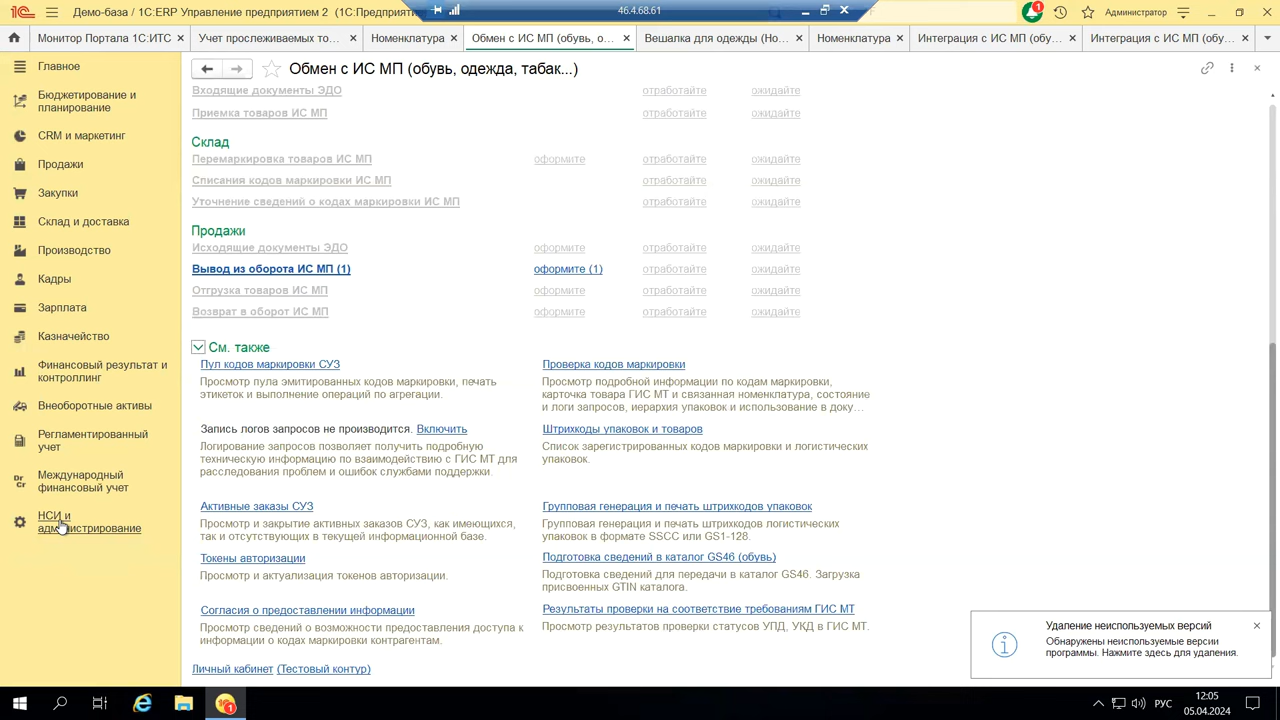 Демо-база / 1С:ERP Управление предприятием 2 (1С:Предприяти
46.4.68.61
1
Администратор
Монитор Портала 1С:ИТС
Учет прослеживаемых то...
Номенклатура
Обмен с ИС МП (обувь, о...
Вешалка для одежды (Но...
Номенклатура
Интеграция с ИС МП (обу...
Интеграция с ИС МП (обу...
Главное
Бюджетирование и
планирование
CRM и маркетинг
Продажи
Закупки
Склад и доставка
Производство
Кадры
Зарплата
Казначейство
Финансовый результат и
контроллинг
Внеоборотные активы
Регламентированный
учет
Международный
финансовый учет
НСИ и
администрирование
Обмен с ИС МП (обувь, одежда, табак...)
Входящие документы ЭДО отработайте ожидайте
Приемка товаров ИС МП отработайте ожидайте
Склад
Перемаркировка товаров ИС МП оформите отработайте ожидайте
Списания кодов маркировки ИС МП отработайте ожидайте
Уточнение сведений о кодах маркировки ИС МП отработайте ожидайте
Продажи
Исходящие документы ЭДО оформите отработайте ожидайте
Вывод из оборота ИС МП (1) оформите (1) отработайте ожидайте
Отгрузка товаров ИС МП оформите отработайте ожидайте
Возврат в оборот ИС МП оформите отработайте ожидайте
См. также
Пул кодов маркировки СУЗ
Просмотр пула эмитированных кодов маркировки, печать
этикеток и выполнение операций по агрегации.
Запись логов запросов не производится. Включить
Логирование запросов позволяет получить подробную
техническую информацию по взаимодействию с ГИС МТ для
расследования проблем и ошибок службами поддержки.
Активные заказы СУЗ
Просмотр и закрытие активных заказов СУЗ, как имеющихся,
так и отсутствующих в текущей информационной базе.
Токены авторизации
Просмотр и актуализация токенов авторизации.
Согласия о предоставлении информации
Просмотр сведений о возможности предоставления доступа к
информации о кодах маркировки контрагентам.
Личный кабинет (Тестовый контур)
Проверка кодов маркировки
Просмотр подробной информации по кодам маркировки,
карточка товара ГИС МТ и связанная номенклатура, состояние
и логи запросов, иерархия упаковок и использование в доку...
Штрихкоды упаковок и товаров
Список зарегистрированных кодов маркировки и логистических
упаковок.
Групповая генерация и печать штрихкодов упаковок
Групповая генерация и печать штрихкодов логистических
упаковок в формате SSCC или GS1-128.
Подготовка сведений в каталог GS46 (обувь)
Подготовка сведений для передачи в каталог GS46. Загрузка
присвоенных GTIN каталога.
Результаты проверки на соответствие требованиям ГИС МТ
Просмотр результатов проверки статусов УПД, УКД в ГИС МТ.
Удаление неиспользуемых версий
Обнаружены неиспользуемые версии
программы. Нажмите здесь для удаления.
1
РУС
12:05
05.04.2024